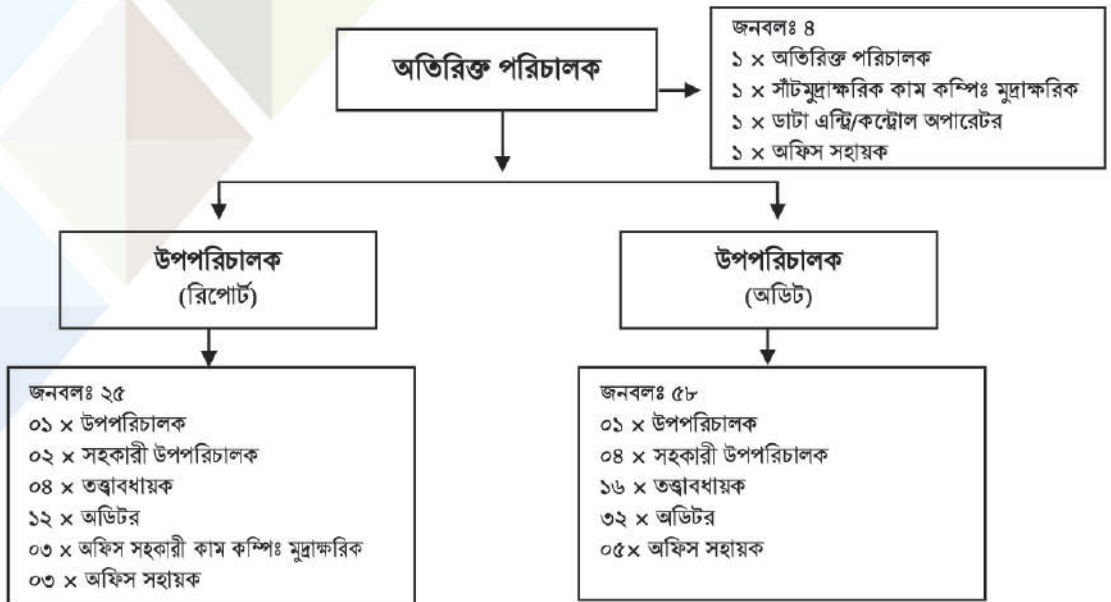 অতিরিক্ত পরিচালক
জনবলঃ ৪
১ × অতিরিক্ত পরিচালক
১ × সাঁটমুদ্রাক্ষরিক কাম কম্পিঃ মুদ্রাক্ষরিক
১ × ডাটা এন্ট্রি/কন্ট্রোল অপারেটর
১ × অফিস সহায়ক
উপপরিচালক
(রিপোর্ট)
উপপরিচালক
(অডিট)
জনবলঃ ২৫
০১ × উপপরিচালক
০২ × সহকারী উপপরিচালক
০৪ × তত্ত্বাবধায়ক
১২ × অডিটর
০৩ × অফিস সহকারী কাম কম্পিঃ মুদ্রাক্ষরিক
০৩ × অফিস সহায়ক
জনবলঃ ৫৮
০১ × উপপরিচালক
০৪ × সহকারী উপপরিচালক
১৬ × তত্ত্বাবধায়ক
৩২ × অডিটর
০৫× অফিস সহায়ক